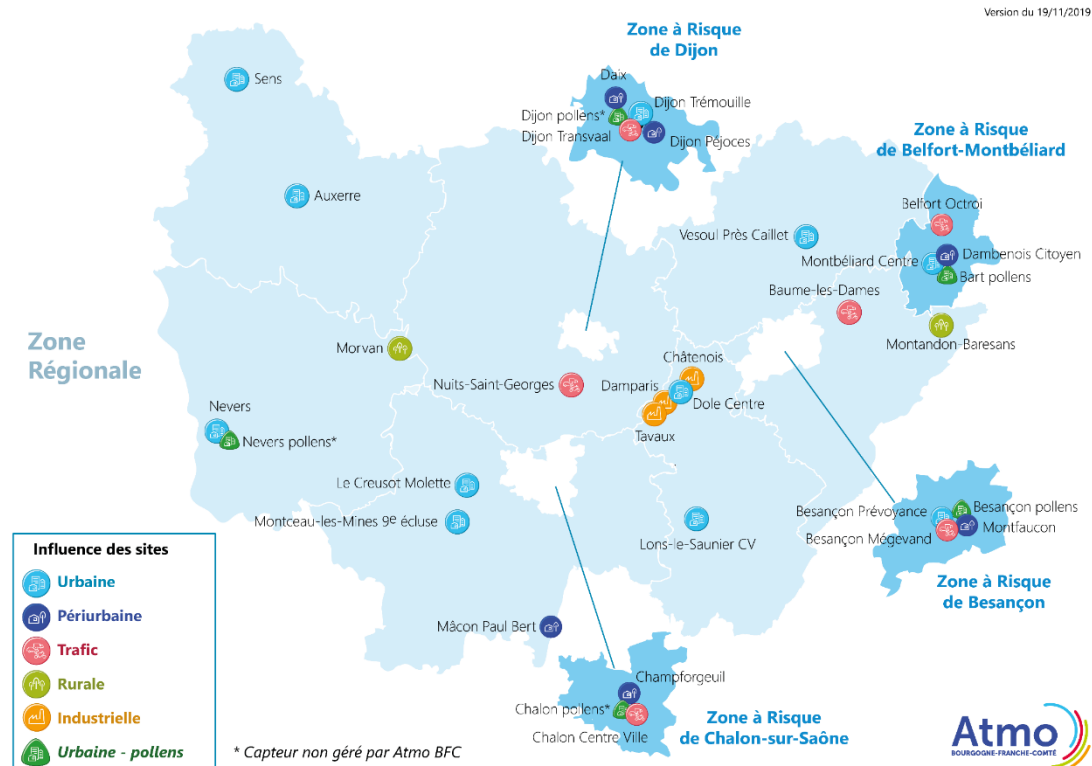 Version du 19/11/2019
Zone à Risque
de Dijon
Sens
Daix
Dijon Trémouille
Dijon pollens*
Dijon Transvaal
Dijon Péjoces
Zone à Risque
de Belfort-Montbéliard
Auxerre
Belfort Octroi
Vesoul Près Caillet
Dambenois Citoyen
Montbéliard Centre
Bart pollens
Baume-les-Dames
Zone
Régionale
Morvan
Montandon-Baresans
Châtenois
Nuits-Saint-Georges
Damparis
Dole Centre
Tavaux
Nevers
Nevers pollens*
Le Creusot Molette
Montceau-les-Mines 9e écluse
Lons-le-Saunier CV
Besançon Prévoyance
Besançon pollens
Besançon Mégevand
Montfaucon
Zone à Risque
de Besançon
Influence des sites
Urbaine
Périurbaine
Trafic
Rurale
Industrielle
Urbaine - pollens
Mâcon Paul Bert
Champforgeuil
Chalon pollens*
Chalon Centre Ville
Zone à Risque
de Chalon-sur-Saône
* Capteur non géré par Atmo BFC
Atmo
BOURGOGNE-FRANCHE-COMTÉ